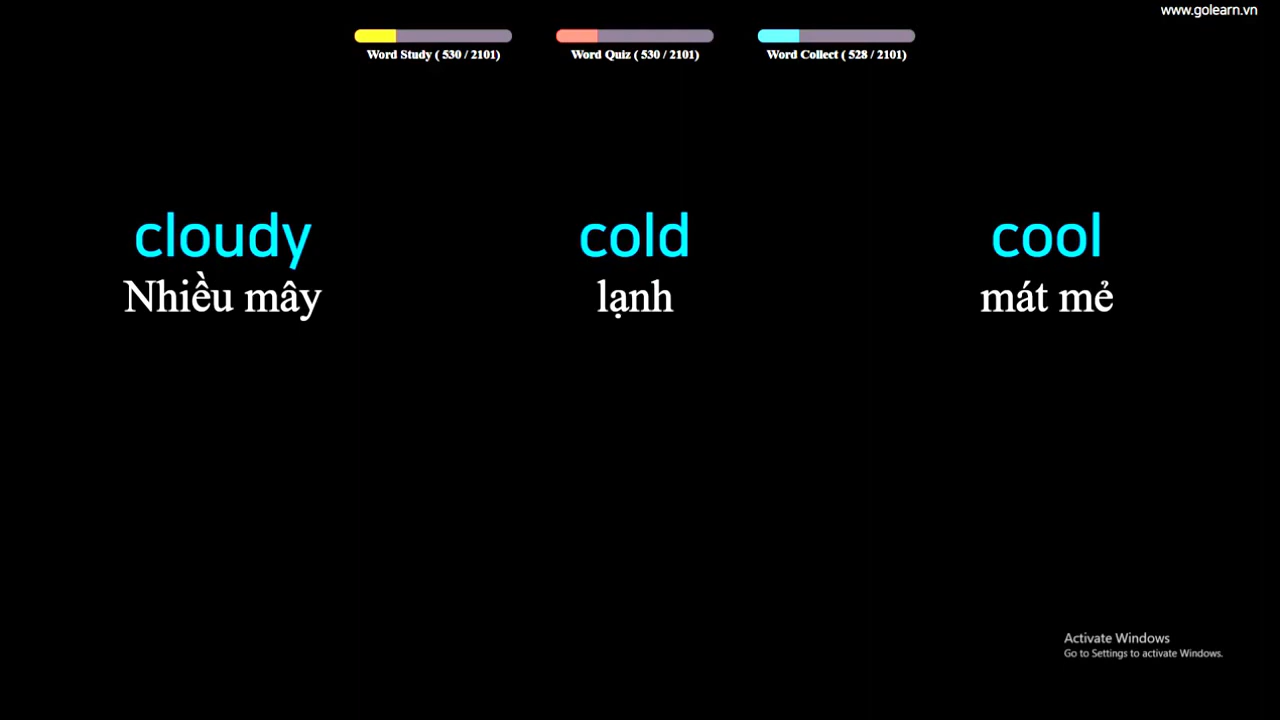 www.golearn.vn
Word Study ( 530 / 2101) Word Quiz ( 530 / 2101) Word Collect ( 528 / 2101)
cloudy cold cool
Nhiều mây lạnh mát mẻ
Activate Windows
Go to Settings to activate Windows.